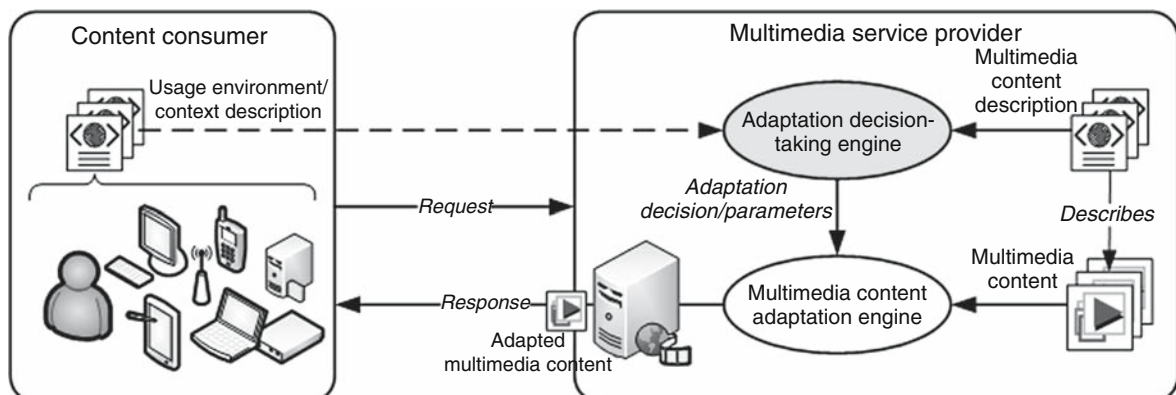 Content consumer
Usage environment/
context description
Multimedia service provider
Multimedia
content
description
Adaptation decision-
taking engine
Adaptation
decision/parameters
Request
Describes
Multimedia
content
Multimedia content
adaptation engine
Response
Adapted
multimedia content